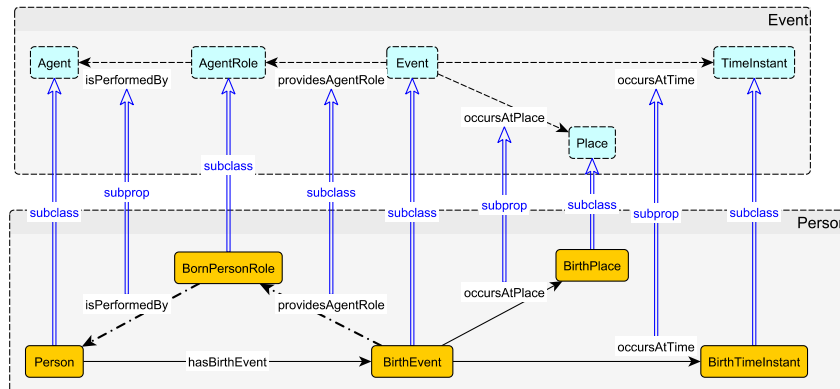 Event
Agent
AgentRole
Event
TimeInstant
isPerformedBy
providesAgentRole
occursAtTime
occursAtPlace
Place
subclass
subprop
subclass
subclass
subclass
subprop
subclass
subprop
subclass
Person
BornPersonRole
BirthPlace
isPerformedBy
providesAgentRole
occursAtPlace
occursAtTime
Person
hasBirthEvent
BirthEvent
BirthTimeInstant